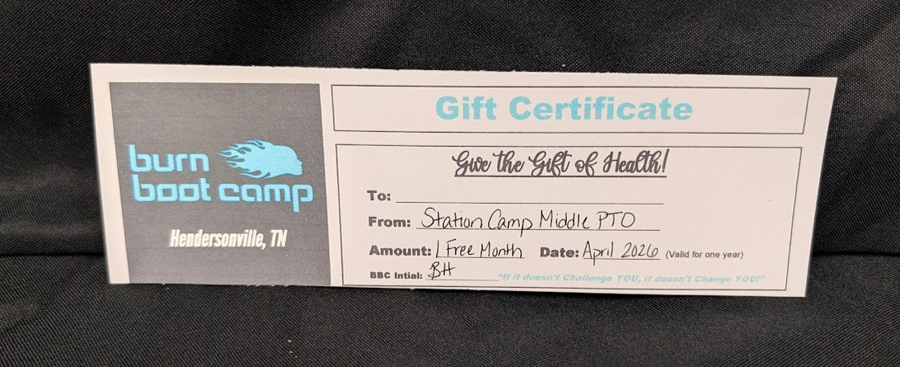 burn
boot camp
Hendersonville, TN
Gift Certificate
Give the Gift of Health!
To:
From: Station Camp Middle PTO
Amount: 1 Free Month Date: April 2026 (Valid for one year)
BBC Intial: BH "If it doesn't Challenge YOU, it doesn't Change YOU!"